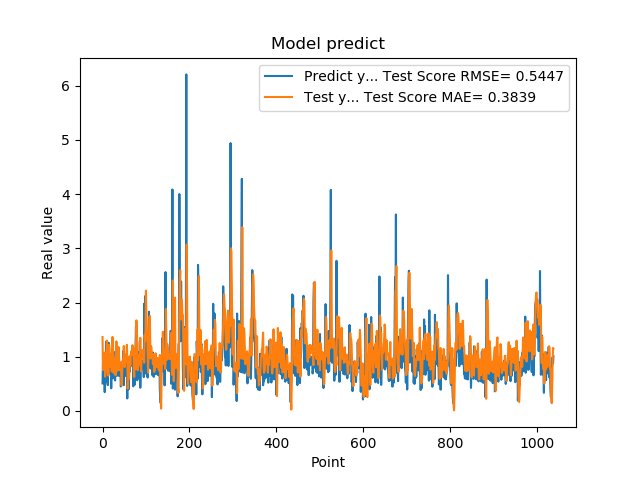 Model predict
Predict y... Test Score RMSE= 0.5447
Test y... Test Score MAE= 0.3839
6
5
4
3
2
1
0
Real value
0 200 400 600 800 1000
Point